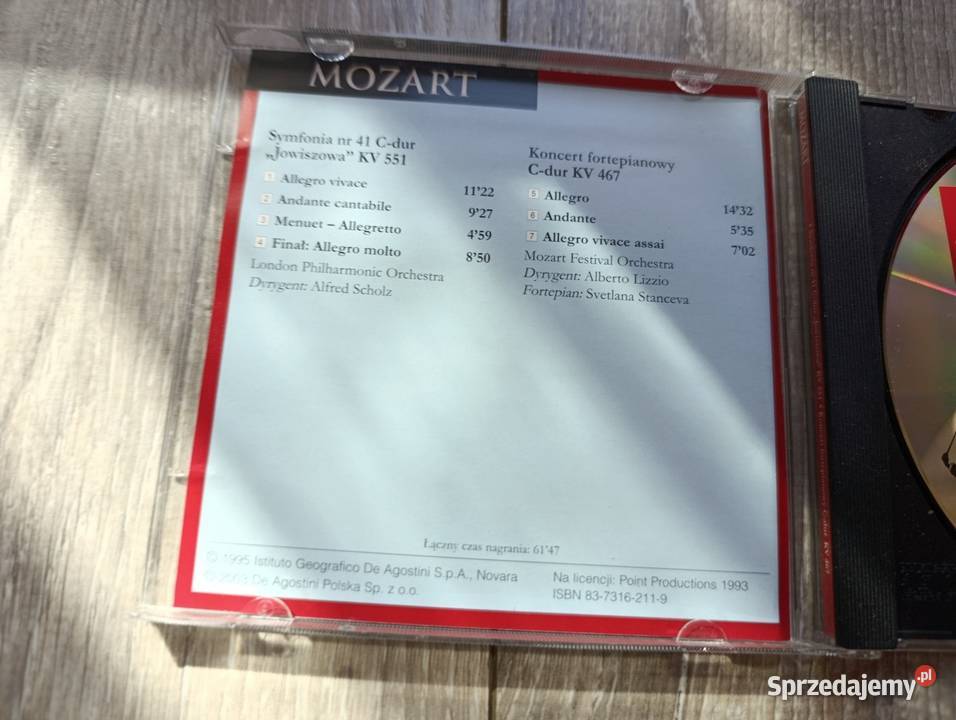 MOZART
Symfonia nr 41 C-dur
„Jowiszowa” KV 551
1 Allegro vivace 11’22
2 Andante cantabile 9’27
3 Menuet – Allegretto 4’59
4 Finał: Allegro molto 8’50
London Philharmonic Orchestra
Dyrygent: Alfred Scholz
Koncert fortepianowy
C-dur KV 467
5 Allegro 14’32
6 Andante 5’35
7 Allegro vivace assai 7’02
Mozart Festival Orchestra
Dyrygent: Alberto Lizzio
Fortepian: Svetlana Stanceva
Łączny czas nagrania: 61’47
© 1995 Istituto Geografico De Agostini S.p.A., Novara
© 2003 De Agostini Polska Sp. z o.o.
Na licencji: Point Productions 1993
ISBN 83-7316-211-9
MOZART
Sprzedajemy.pl